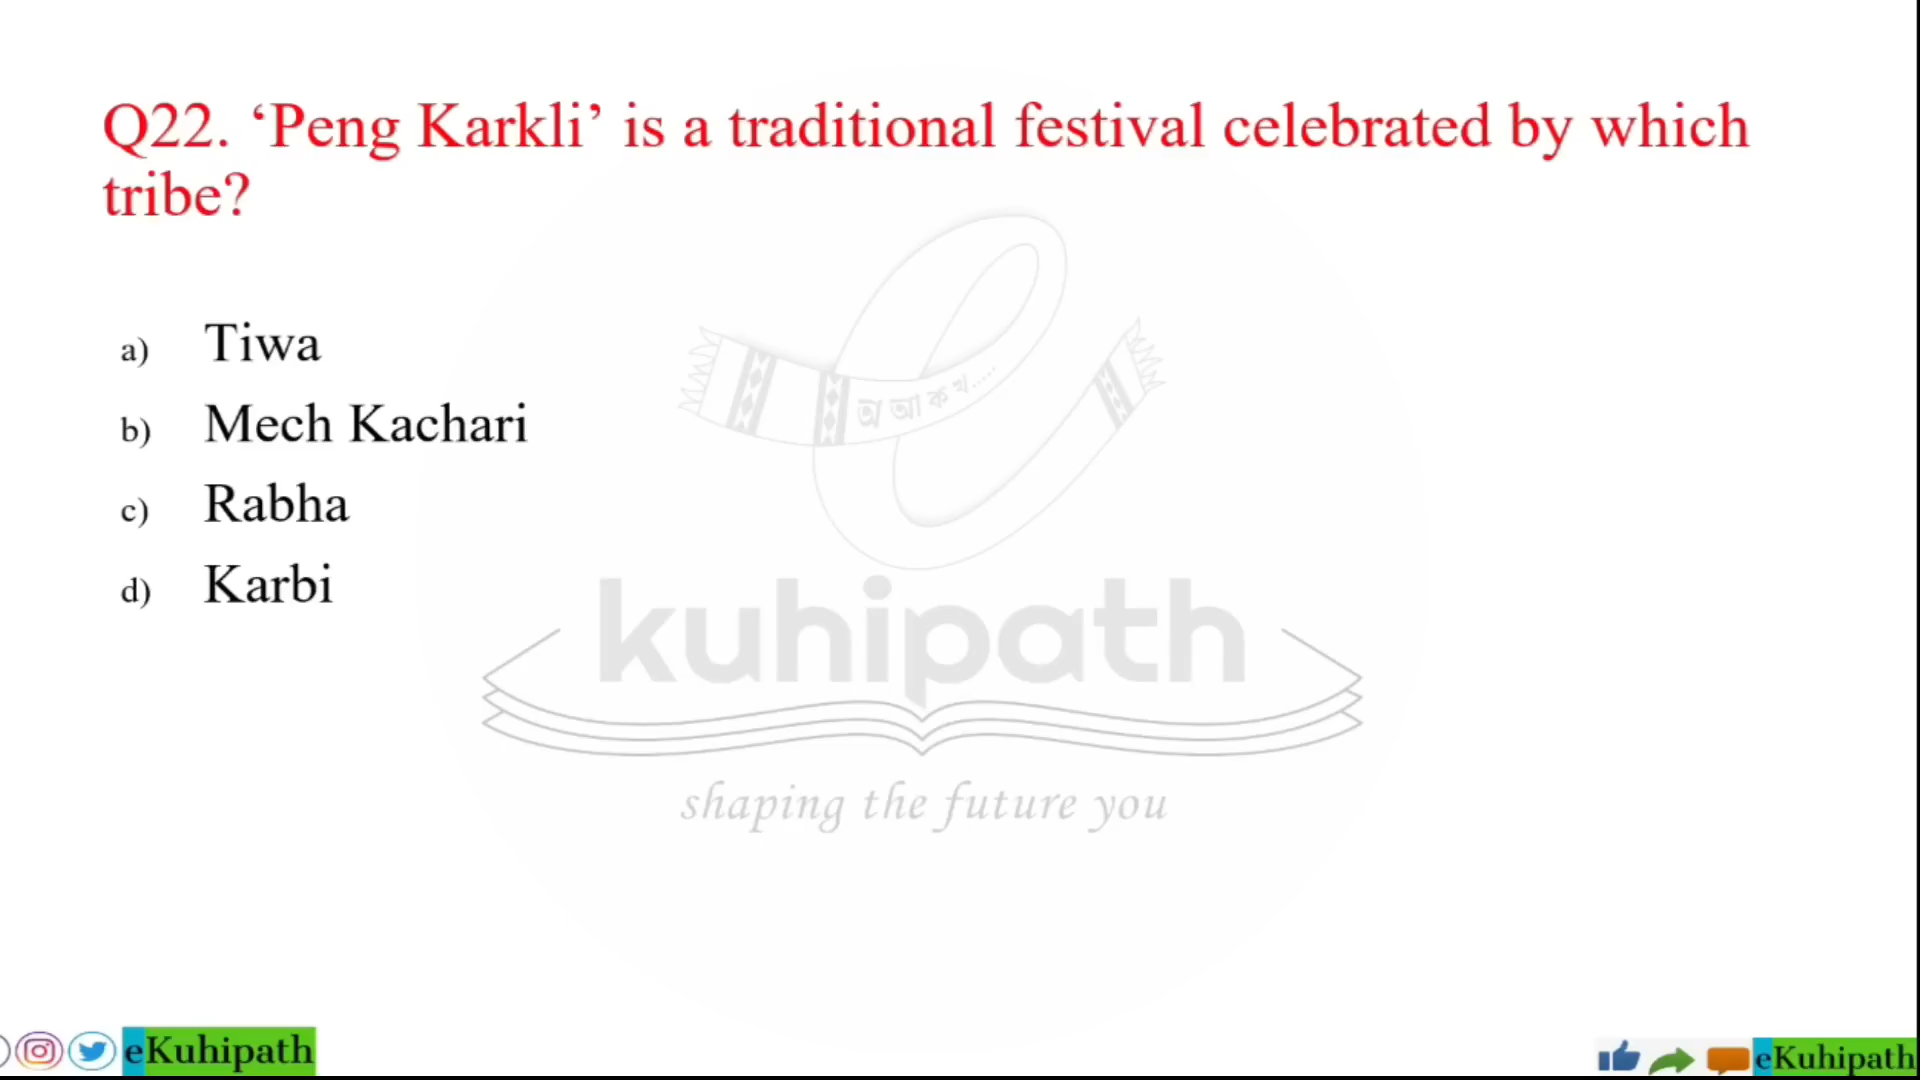 Q22. ‘Peng Karkli’ is a traditional festival celebrated by which
tribe?
a) Tiwa
b) Mech Kachari
c) Rabha
d) Karbi
অ আ ক খ.....
kuhipath
shaping the future you
eKuhipath
eKuhipath